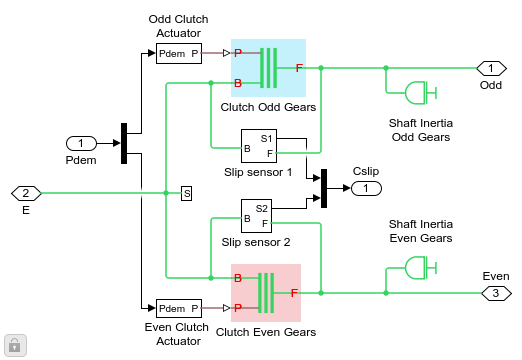 Odd Clutch
Actuator
Pdem P
P
F
B
Clutch Odd Gears
1
Odd
Shaft Inertia
Odd Gears
1
Pdem
S1
B
F
Slip sensor 1
Cslip
1
2
E
S
S2
B
F
Slip sensor 2
Shaft Inertia
Even Gears
B
F
P
Clutch Even Gears
Pdem P
Even Clutch
Actuator
Even
3